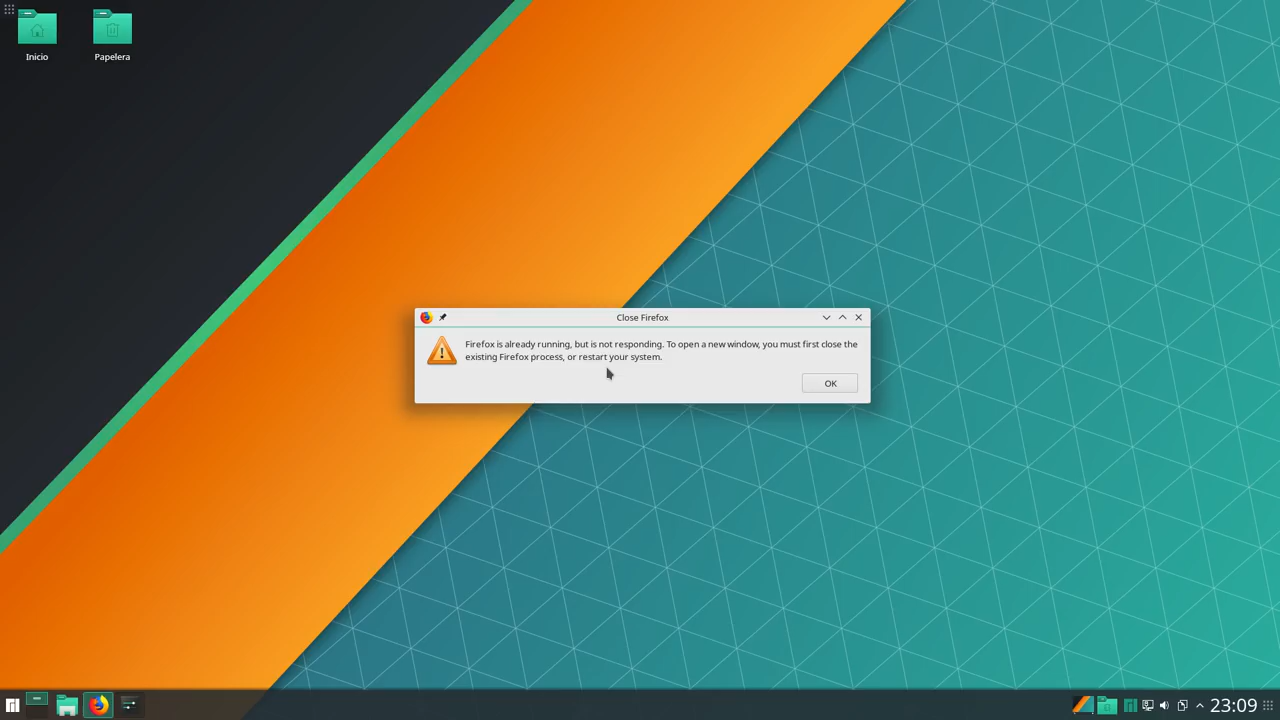 Inicio
Papelera
Close Firefox
Firefox is already running, but is not responding. To open a new window, you must first close the
existing Firefox process, or restart your system.
OK
23:09